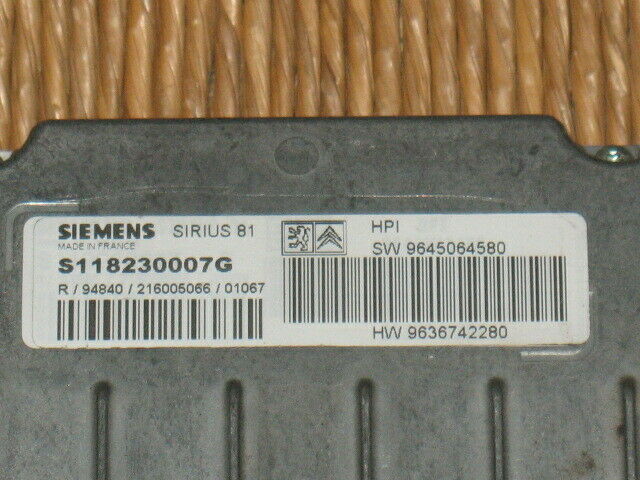 SIEMENS SIRIUS 81
MADE IN FRANCE
S118230007G
R / 94840 / 216005066 / 01067
HPI
SW 9645064580
HW 9636742280